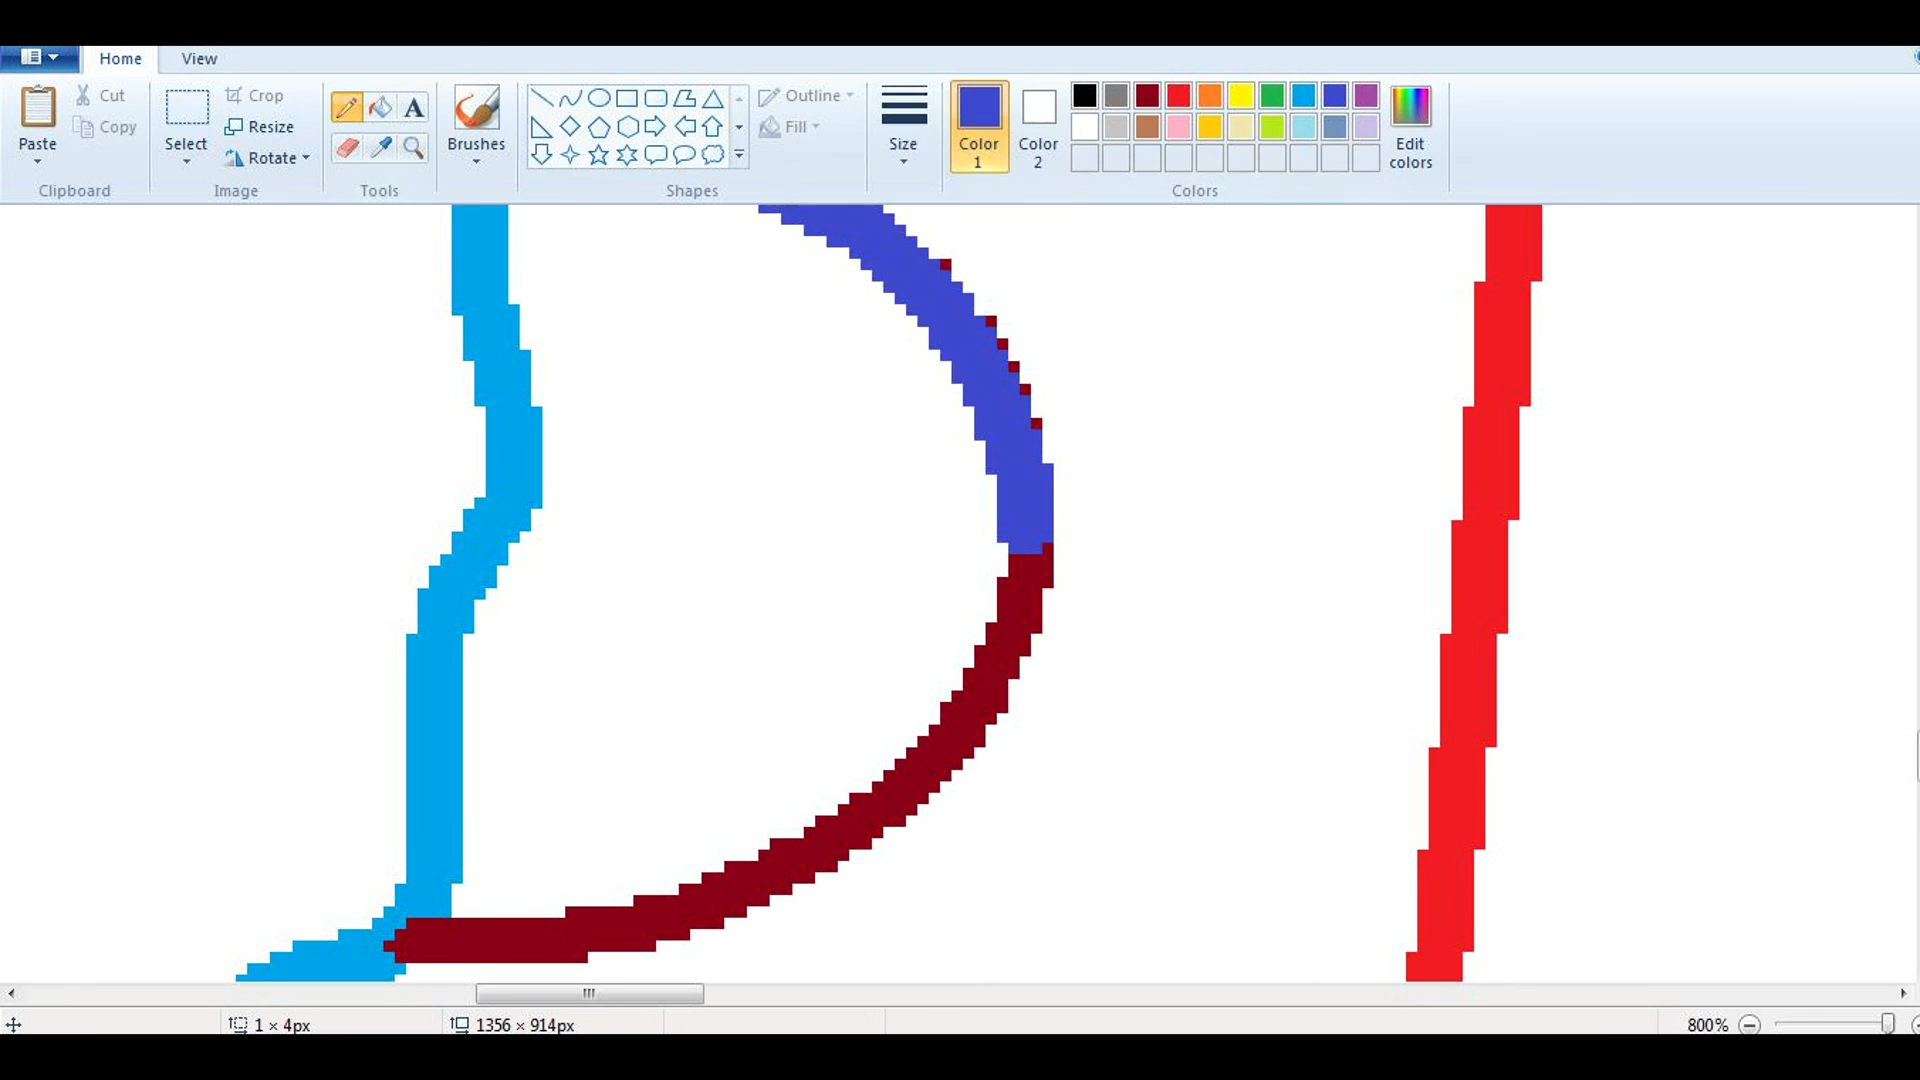 Home View
Paste Cut Copy
Clipboard
Select Crop Resize Rotate
Image
A
Tools
Brushes
Outline Fill
Shapes
Size
Color 1
Color 2
Edit colors
Colors
1 × 4px 1356 × 914px 800%